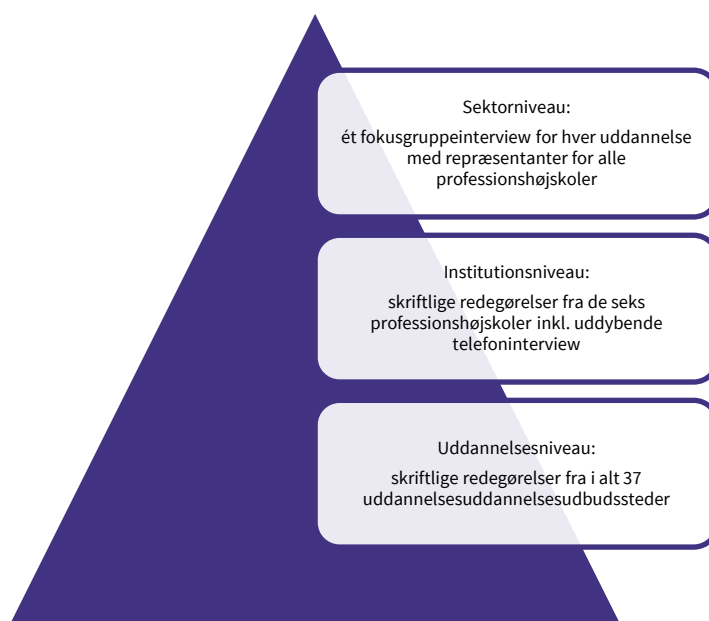 Sektorniveau:
ét fokusgruppeinterview for hver uddannelse
med repræsentanter for alle
professionshøjskoler
Institutionsniveau:
skriftlige redegørelser fra de seks
professionshøjskoler inkl. uddybende
telefoninterview
Uddannelsesniveau:
skriftlige redegørelser fra i alt 37
uddannelsesuddannelsesudbudssteder